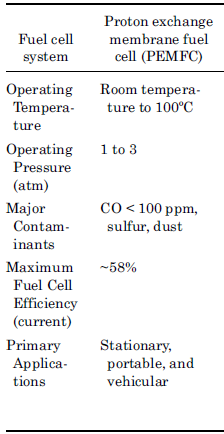 Proton exchange
Fuel cell membrane fuel
system cell (PEMFC)
Operating Room tempera-
Tempera- ture to 100ºC
ture
Operating 1 to 3
Pressure
(atm)
Major CO < 100 ppm,
Contam- sulfur, dust
inants
Maximum ~58%
Fuel Cell
Efficiency
(current)
Primary Stationary,
Applica- portable, and
tions vehicular